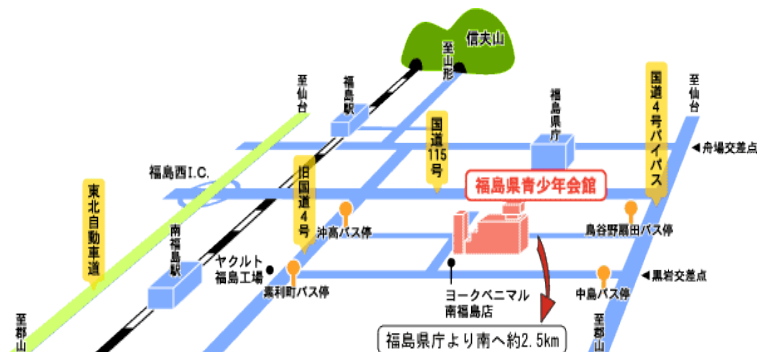 信夫山
至山形
至仙台
福島駅
国道115号
福島県庁
国道4号バイパス
至仙台
舟場交差点
福島西I.C.
福島県青少年会館
東北自動車道
旧国道4号
南福島駅
沖高バス停
鳥谷野扇田バス停
ヤクルト
福島工場
黒岩交差点
ヨークベニマル
南福島店
中島バス停
至郡山
至郡山
福島県庁より南へ約2.5km